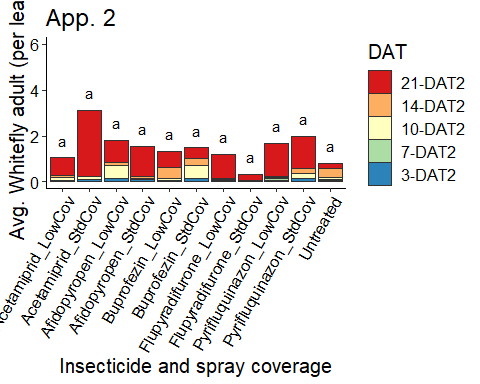 App. 2
Avg. Whitefly adult (per lea
6
4
2
0
a
a
a
a
a
a
a
a
a
a
a
DAT
21-DAT2
14-DAT2
10-DAT2
7-DAT2
3-DAT2
cetamiprid_LowCov
Acetamiprid_StdCov
Afidopyropen_LowCov
Afidopyropen_StdCov
Buprofezin_LowCov
Buprofezin_StdCov
Flupyradifurone_LowCov
Flupyradifurone_StdCov
Pyrifluquinazon_LowCov
Pyrifluquinazon_StdCov
Untreated
Insecticide and spray coverage